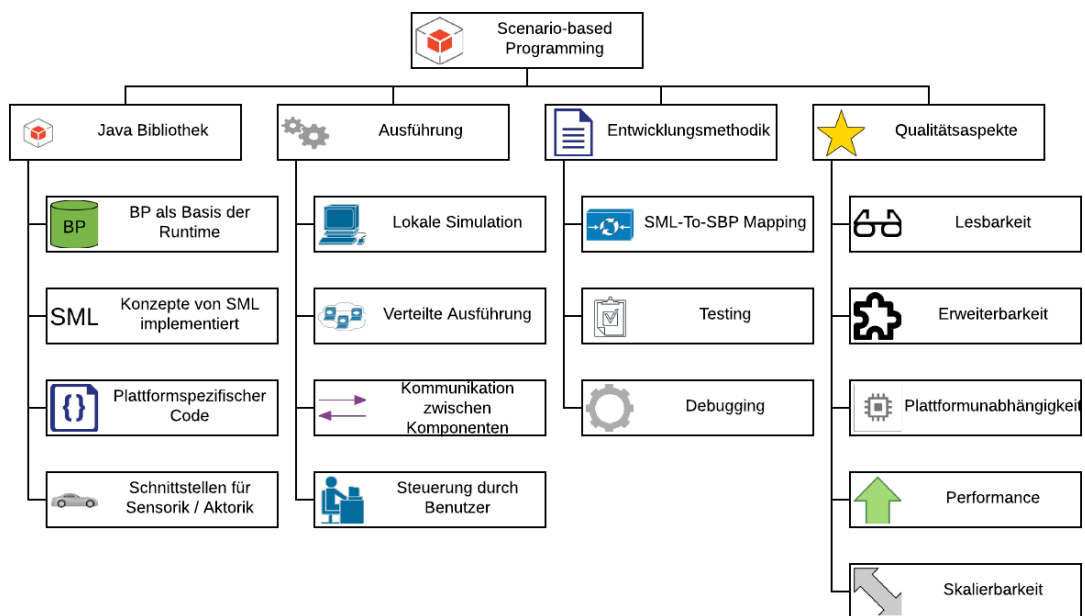 Scenario-based
Programming
Java Bibliothek
Ausführung
Entwicklungsmethodik
Qualitätsaspekte
BP
BP als Basis der
Runtime
Lokale Simulation
SML-To-SBP Mapping
Lesbarkeit
SML
Konzepte von SML
implementiert
Verteilte Ausführung
Testing
Erweiterbarkeit
{}
Plattformspezifischer
Code
Kommunikation
zwischen
Komponenten
Debugging
Plattformunabhängigkeit
Schnittstellen für
Sensorik / Aktorik
Steuerung durch
Benutzer
Performance
Skalierbarkeit